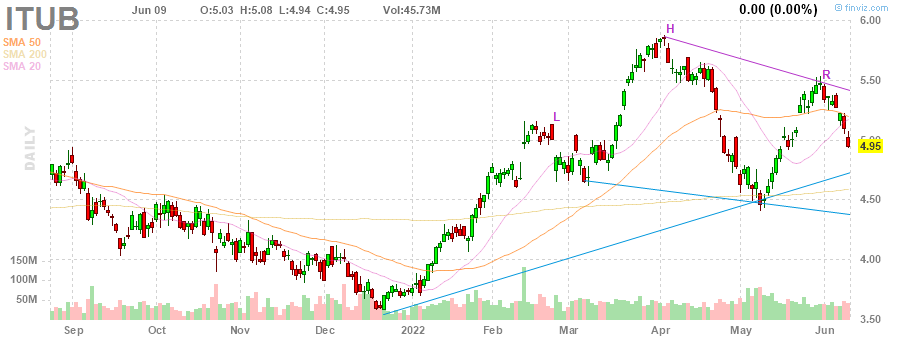 ITUB
Jun 09 O:5.03 H:5.08 L:4.94 C:4.95 Vol:45.73M 0.00 (0.00%)
© finviz.com
SMA 50
SMA 200
SMA 20
DAILY
H
R
L
6.00
5.50
5.00
4.95
4.50
4.00
3.50
150M
100M
50M
Sep Oct Nov Dec 2022 Feb Mar Apr May Jun